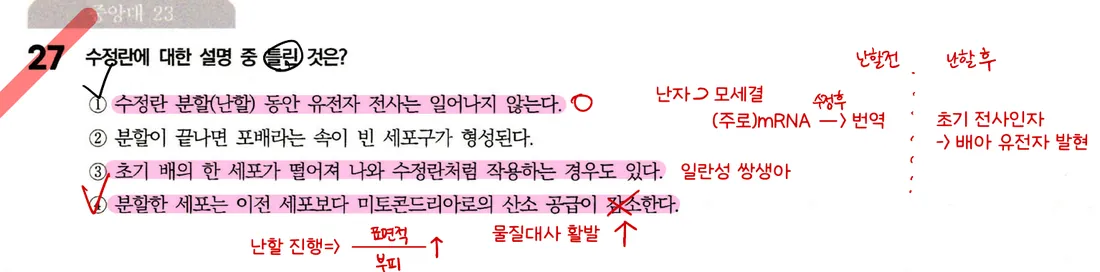 중앙대 23
27 수정란에 대한 설명 중 틀린 것은?
난할전 난할후
① 수정란 분할(난할) 동안 유전자 전사는 일어나지 않는다.
난자⊃모세결
(주로)mRNA 수정후 → 번역
초기 전사인자
-> 배아 유전자 발현
② 분할이 끝나면 포배라는 속이 빈 세포구가 형성된다.
③ 초기 배의 한 세포가 떨어져 나와 수정란처럼 작용하는 경우도 있다. 일란성 쌍생아
④ 분할한 세포는 이전 세포보다 미토콘드리아로의 산소 공급이 감소한다.
난할 진행=> 표면적 ↑ 물질대사 활발 ↑
부피